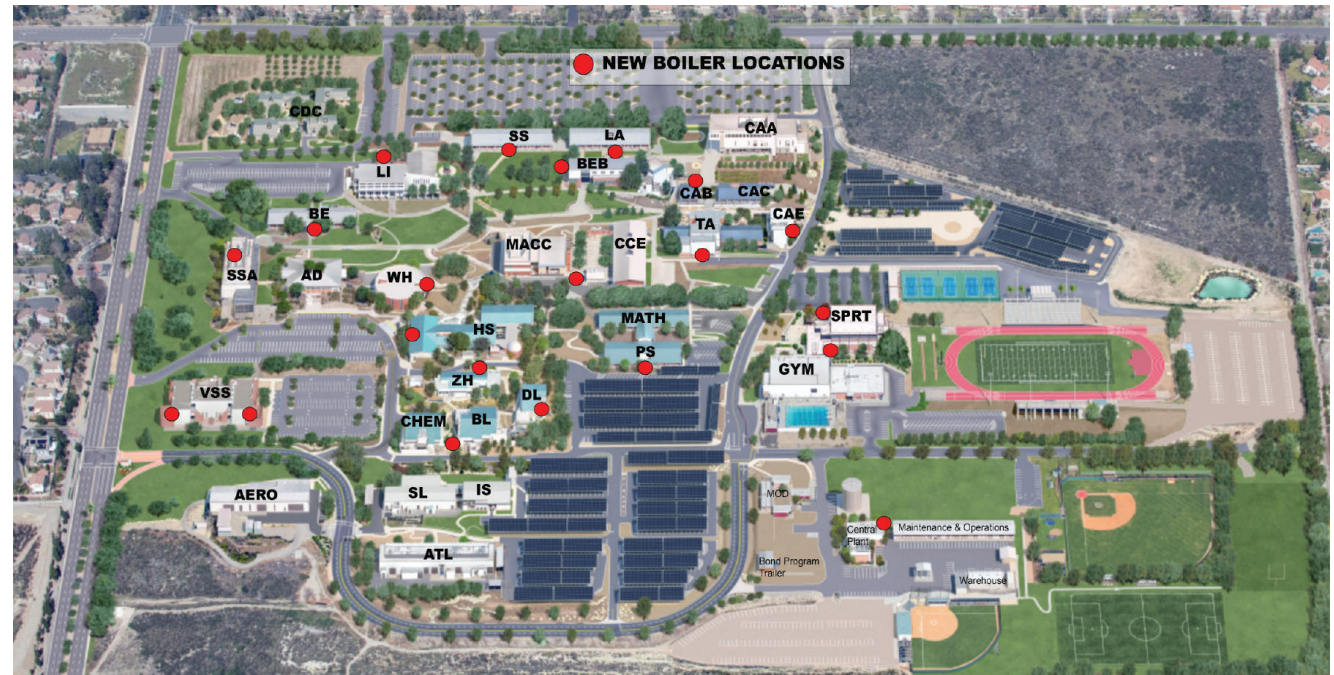 NEW BOILER LOCATIONS
CDC
SS
LA
CAA
BEB
LI
CAB
CAC
BE
TA
CAE
MACC
CCE
SSA
AD
WH
SPRT
MATH
HS
PS
GYM
ZH
VSS
DL
CHEM
BL
AERO
SL
IS
MOD
Central
Plant
Maintenance & Operations
ATL
Bond Program
Trailer
Warehouse